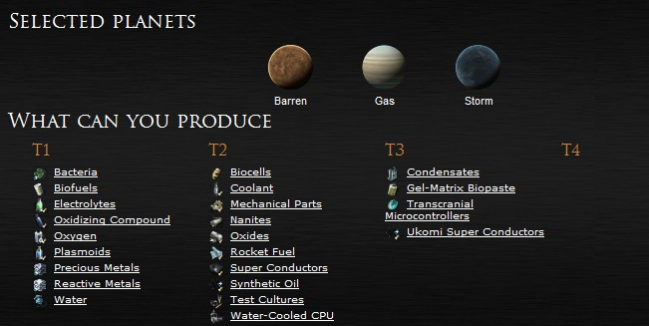 Selected planets
Barren Gas Storm
What can you produce
T1 T2 T3 T4
Bacteria
Biofuels
Electrolytes
Oxidizing Compound
Oxygen
Plasmoids
Precious Metals
Reactive Metals
Water
Biocells
Coolant
Mechanical Parts
Nanites
Oxides
Rocket Fuel
Super Conductors
Synthetic Oil
Test Cultures
Water-Cooled CPU
Condensates
Gel-Matrix Biopaste
Transcranial
Microcontrollers
Ukomi Super Conductors